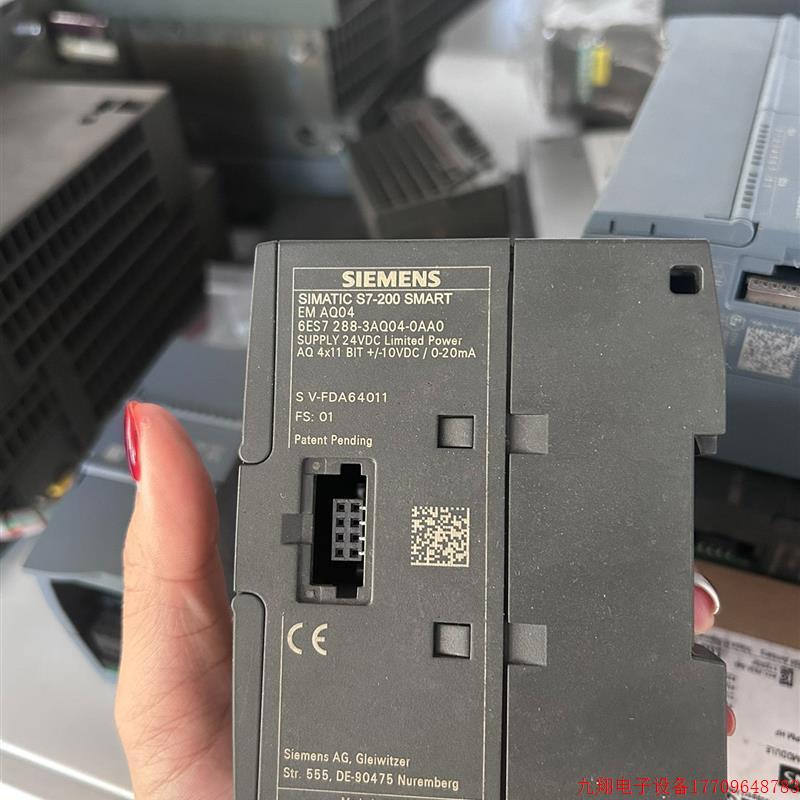 SIEMENS
SIMATIC S7-200 SMART
EM AQ04
6ES7 288-3AQ04-0AA0
SUPPLY 24VDC Limited Power
AQ 4x11 BIT +/-10VDC / 0-20mA
S V-FDA64011
FS: 01
Patent Pending
CE
Siemens AG, Gleiwitzer
Str. 555, DE-90475 Nuremberg
九翔电子设备17709648783